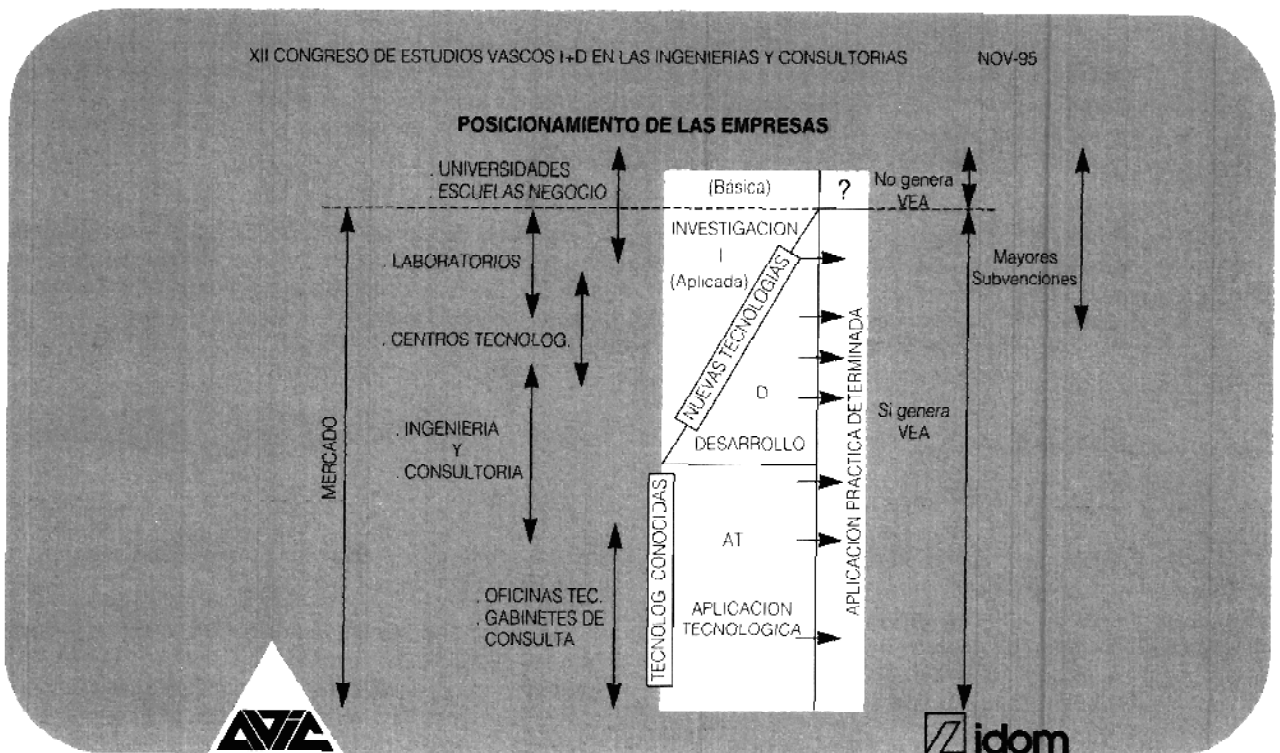 XII CONGRESO DE ESTUDIOS VASCOS I+D EN LAS INGENIERIAS Y CONSULTORIAS NOV-95
POSICIONAMIENTO DE LAS EMPRESAS
. UNIVERSIDADES
. ESCUELAS NEGOCIO
(Básica)
?
No genera
VEA
INVESTIGACION
I
(Aplicada)
. LABORATORIOS
Mayores
Subvenciones
NUEVAS TECNOLOGIAS
. CENTROS TECNOLOG.
D
DESARROLLO
MERCADO
. INGENIERIA
Y
. CONSULTORIA
APLICACION PRACTICA DETERMINADA
Si genera
VEA
TECNOLOG CONOCIDAS
AT
APLICACION
TECNOLOGICA
. OFICINAS TEC.
. GABINETES DE
CONSULTA
idom